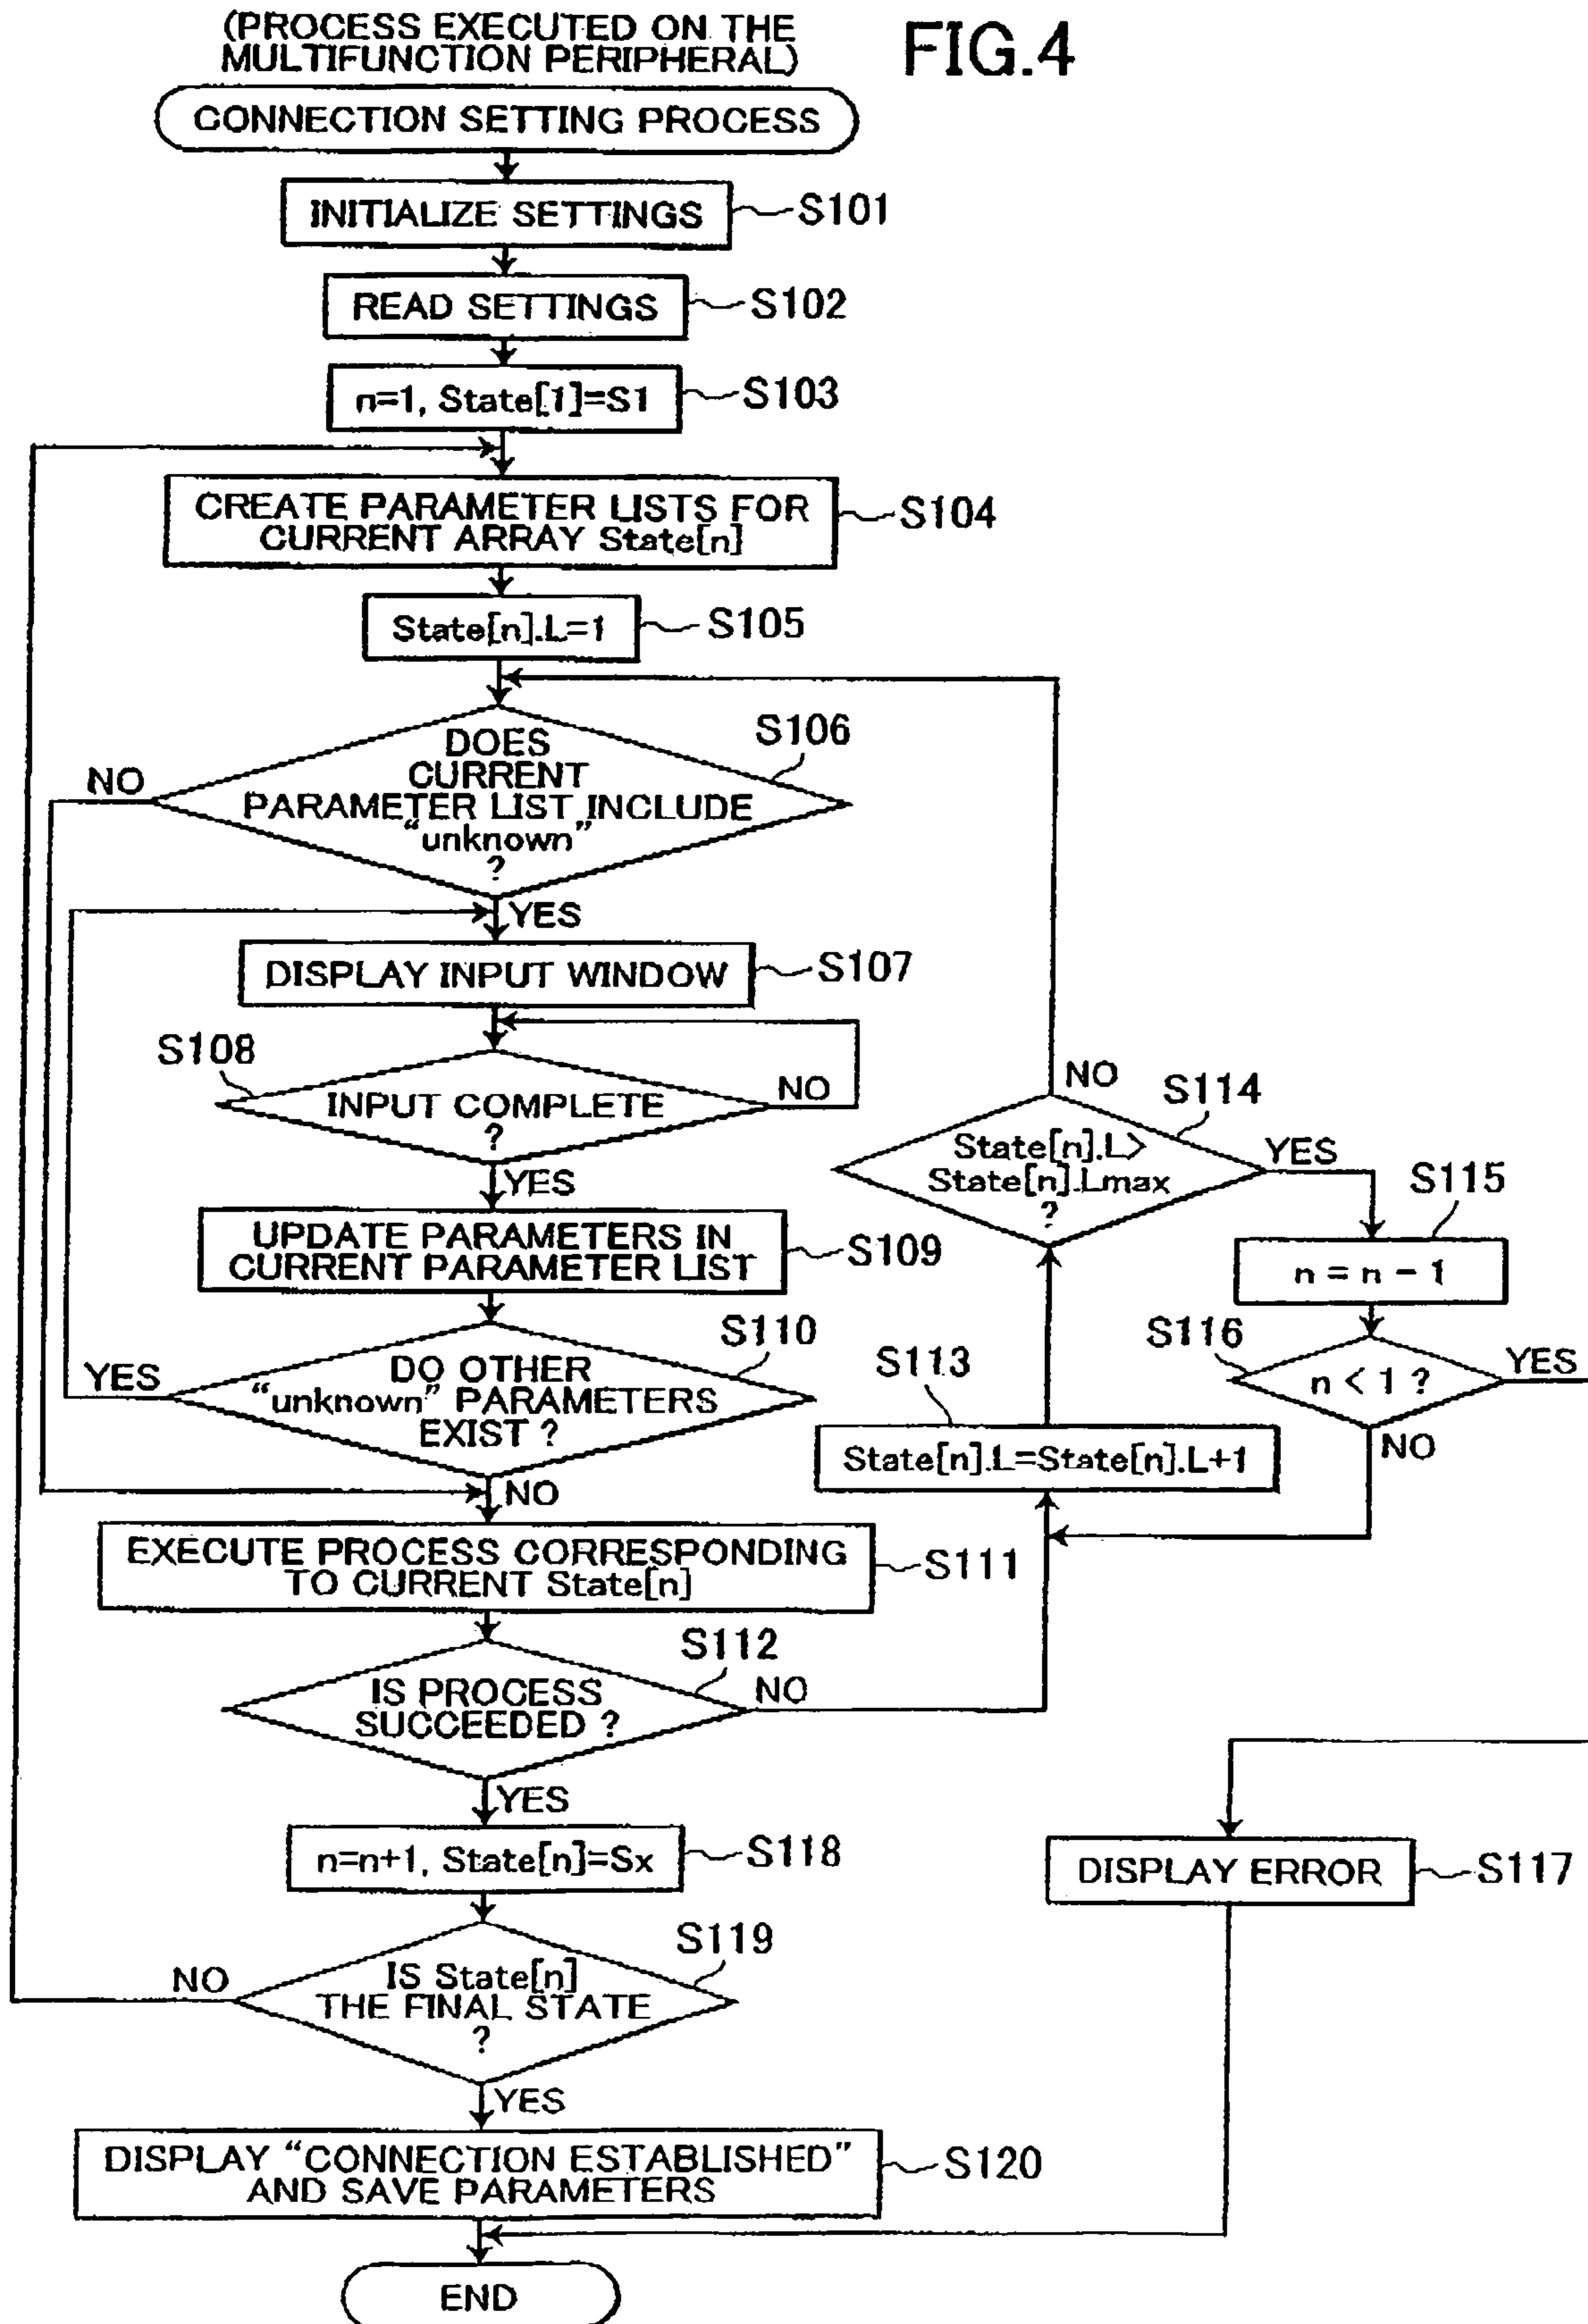 (PROCESS EXECUTED ON THE
MULTIFUNCTION PERIPHERAL)
FIG.4
CONNECTION SETTING PROCESS
INITIALIZE SETTINGS
S101
READ SETTINGS
S102
n=1, State[1]=S1
S103
CREATE PARAMETER LISTS FOR
CURRENT ARRAY State[n]
S104
State[n].L=1
S105
DOES
CURRENT
PARAMETER LIST INCLUDE
“unknown”
?
S106
NO
YES
DISPLAY INPUT WINDOW
S107
S108
INPUT COMPLETE
?
NO
YES
UPDATE PARAMETERS IN
CURRENT PARAMETER LIST
S109
DO OTHER
“unknown” PARAMETERS
EXIST ?
S110
YES
NO
EXECUTE PROCESS CORRESPONDING
TO CURRENT State[n]
S111
IS PROCESS
SUCCEEDED ?
S112
NO
YES
S113
State[n].L=State[n].L+1
NO
S114
State[n].L>
State[n].Lmax
?
YES
S115
n = n - 1
S116
n < 1 ?
YES
NO
DISPLAY ERROR
S117
n=n+1, State[n]=Sx
S118
IS State[n]
THE FINAL STATE
?
S119
NO
YES
DISPLAY “CONNECTION ESTABLISHED”
AND SAVE PARAMETERS
S120
END